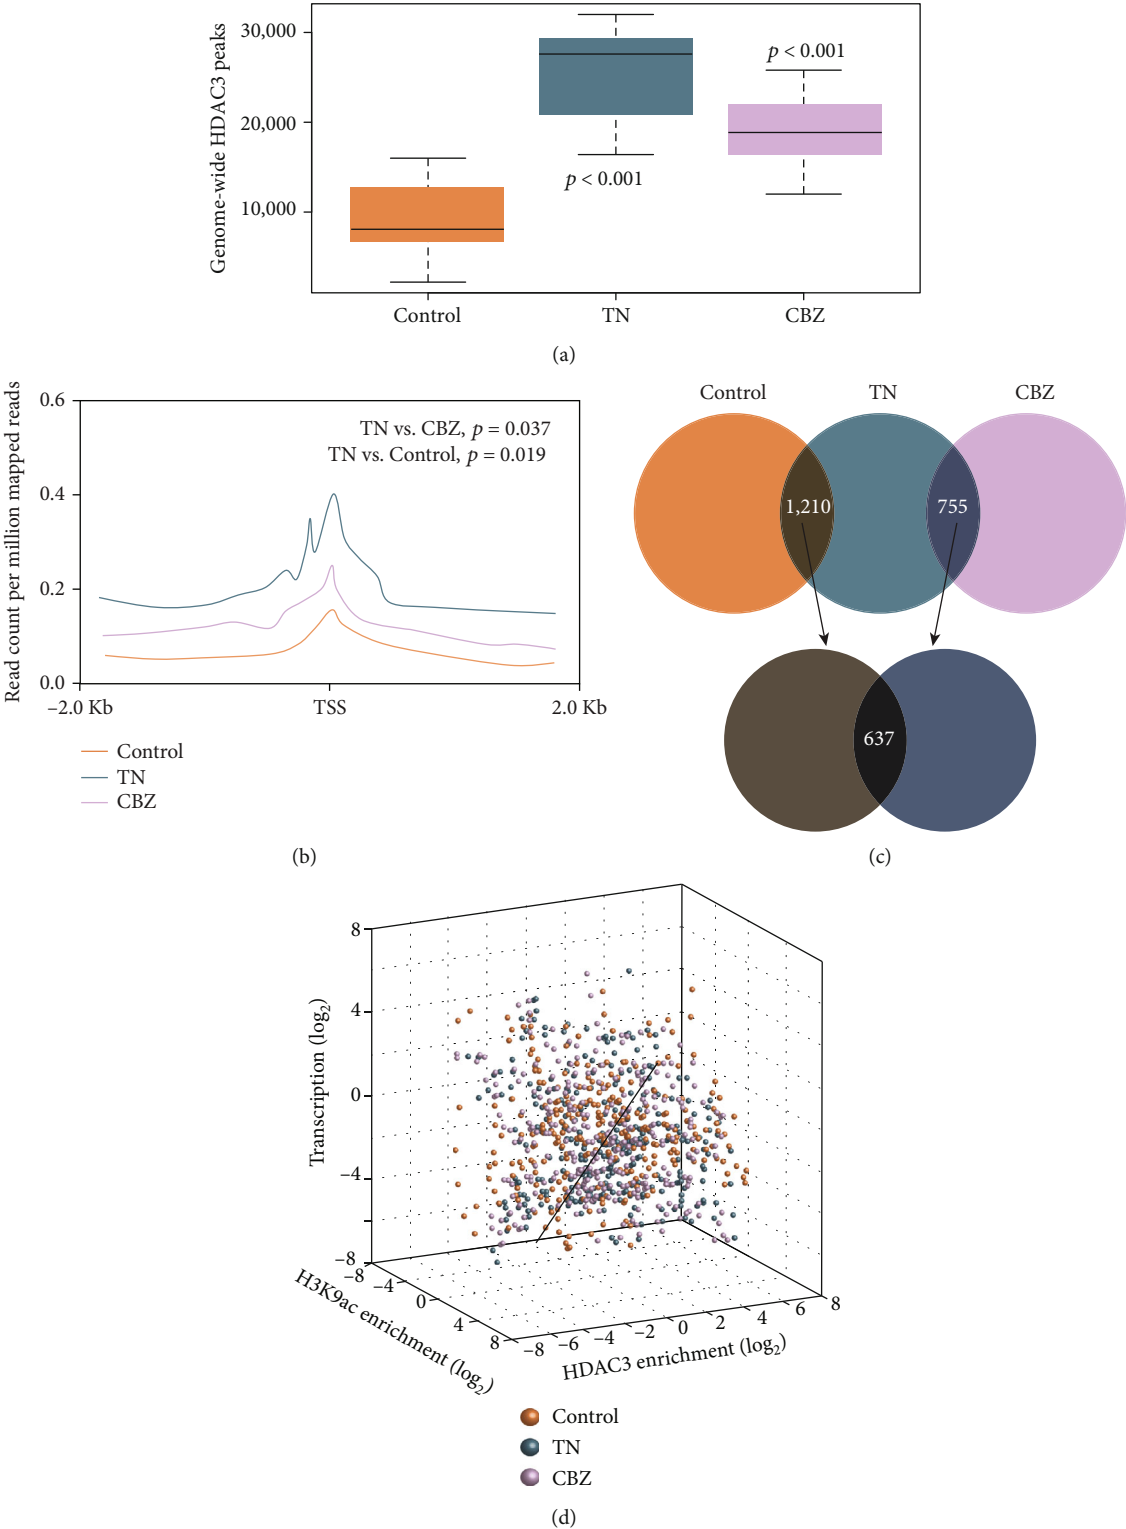 Genome-wide HDAC3 peaks
30,000
20,000
10,000
p < 0.001
p < 0.001
Control
TN
CBZ
(a)
Read count per million mapped reads
0.6
0.4
0.2
0.0
TN vs. CBZ, p = 0.037
TN vs. Control, p = 0.019
−2.0 Kb
TSS
2.0 Kb
Control
TN
CBZ
(b)
Control
TN
CBZ
1,210
755
637
(c)
Transcription (log2)
8
4
0
−4
−8
−8
−4
0
4
8
H3K9ac enrichment (log2)
−8
−6
−4
−2
0
2
4
6
8
HDAC3 enrichment (log2)
Control
TN
CBZ
(d)